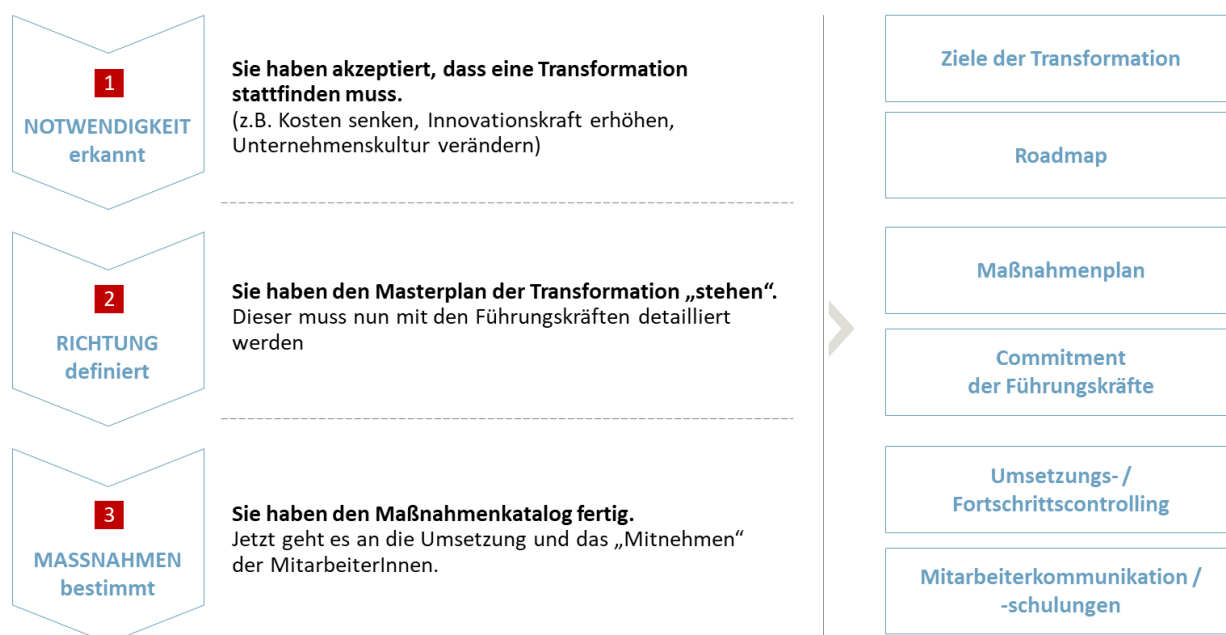 1
NOTWENDIGKEIT
erkannt
Sie haben akzeptiert, dass eine Transformation
stattfinden muss.
(z.B. Kosten senken, Innovationskraft erhöhen,
Unternehmenskultur verändern)
Ziele der Transformation
Roadmap
2
RICHTUNG
definiert
Sie haben den Masterplan der Transformation „stehen“.
Dieser muss nun mit den Führungskräften detailliert
werden
Maßnahmenplan
Commitment
der Führungskräfte
3
MASSNAHMEN
bestimmt
Sie haben den Maßnahmenkatalog fertig.
Jetzt geht es an die Umsetzung und das „Mitnehmen“
der MitarbeiterInnen.
Umsetzungs- /
Fortschrittscontrolling
Mitarbeiterkommunikation /
-schulungen